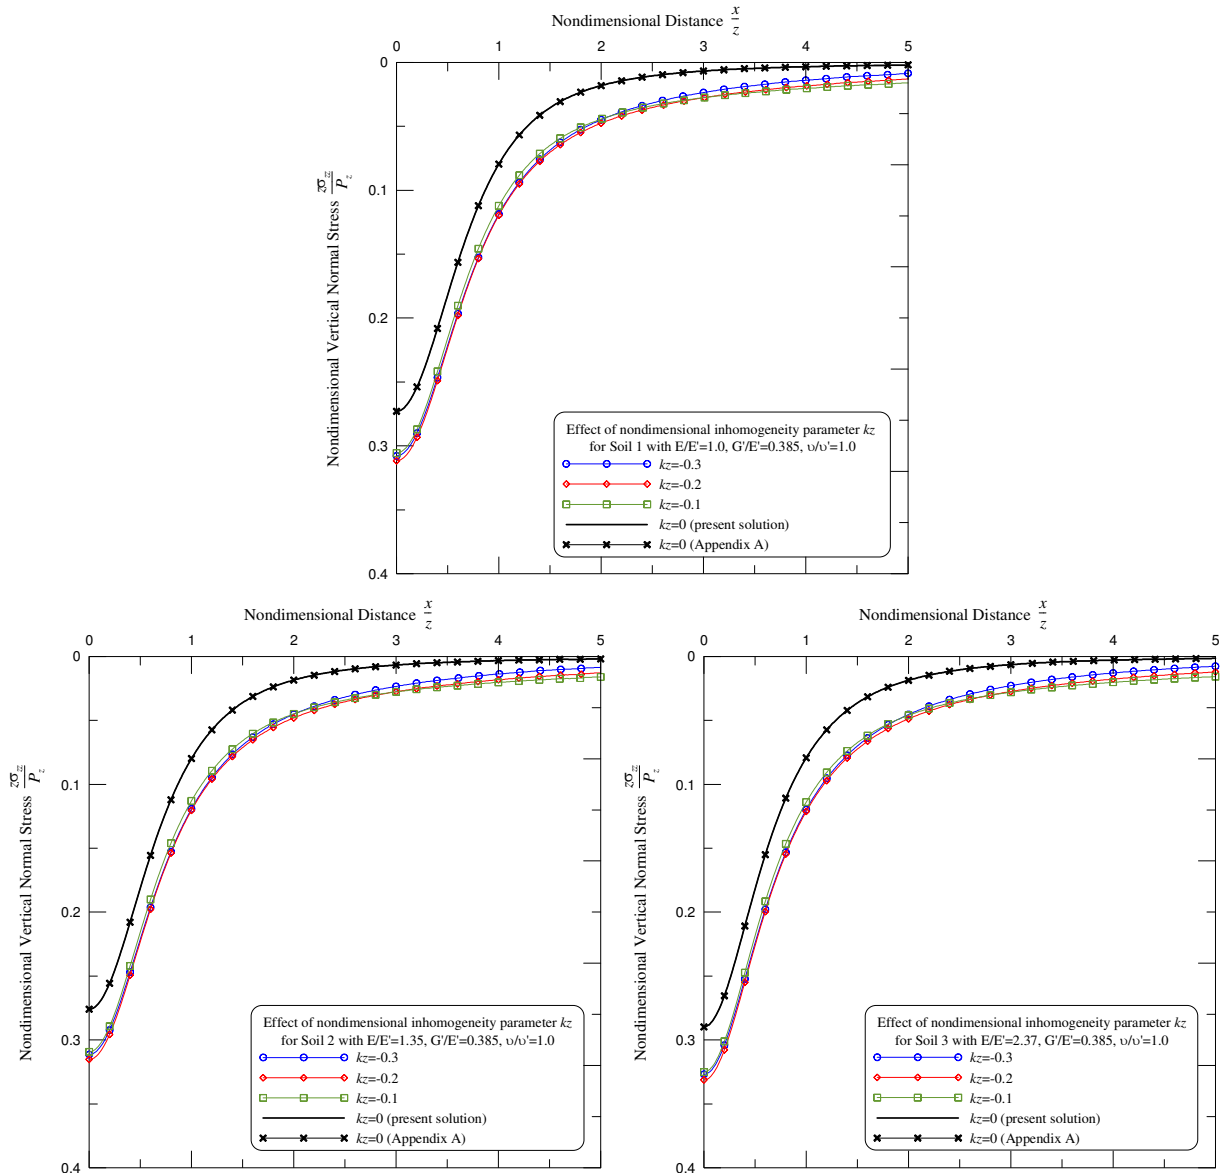 Nondimensional Distance x/z
0 1 2 3 4 5
0
0.1
0.2
0.3
0.4
Nondimensional Vertical Normal Stress zσzz/Pz
Effect of nondimensional inhomogeneity parameter kz
for Soil 1 with E/E'=1.0, G'/E'=0.385, υ/υ'=1.0
kz=-0.3
kz=-0.2
kz=-0.1
kz=0 (present solution)
kz=0 (Appendix A)
Nondimensional Distance x/z
0 1 2 3 4 5
0
0.1
0.2
0.3
0.4
Nondimensional Vertical Normal Stress zσzz/Pz
Effect of nondimensional inhomogeneity parameter kz
for Soil 2 with E/E'=1.35, G'/E'=0.385, υ/υ'=1.0
kz=-0.3
kz=-0.2
kz=-0.1
kz=0 (present solution)
kz=0 (Appendix A)
Nondimensional Distance x/z
0 1 2 3 4 5
0
0.1
0.2
0.3
0.4
Nondimensional Vertical Normal Stress zσzz/Pz
Effect of nondimensional inhomogeneity parameter kz
for Soil 3 with E/E'=2.37, G'/E'=0.385, υ/υ'=1.0
kz=-0.3
kz=-0.2
kz=-0.1
kz=0 (present solution)
kz=0 (Appendix A)